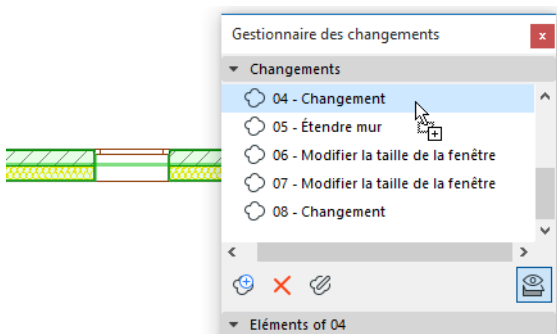 Gestionnaire des changements
x
Changements
04 - Changement
05 - Étendre mur
06 - Modifier la taille de la fenêtre
07 - Modifier la taille de la fenêtre
08 - Changement
Eléments of 04